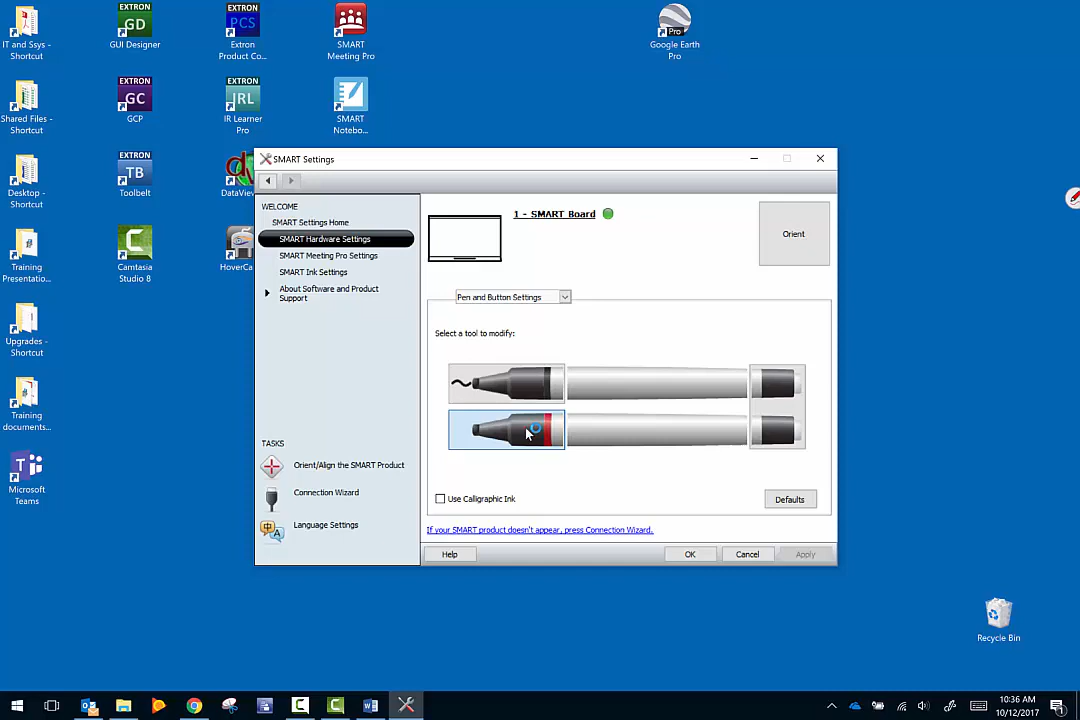 EXTRON
EXTRON
IT and Ssys -
Shortcut
GD
GUI Designer
PCS
Extron
Product Co...
SMART
Meeting Pro
Pro
Google Earth
Pro
EXTRON
EXTRON
Shared Files -
Shortcut
GC
GCP
IRL
IR Learner
Pro
SMART
Notebo...
EXTRON
Desktop -
Shortcut
TB
Toolbelt
DataView
Training
Presentatio...
Camtasia
Studio 8
HoverCa
Upgrades -
Shortcut
Training
documents...
Microsoft
Teams
SMART Settings
WELCOME
SMART Settings Home
SMART Hardware Settings
SMART Meeting Pro Settings
SMART Ink Settings
About Software and Product
Support
TASKS
Orient/Align the SMART Product
Connection Wizard
Language Settings
1 - SMART Board
Orient
Pen and Button Settings
Select a tool to modify:
Use Calligraphic Ink
Defaults
If your SMART product doesn't appear, press Connection Wizard.
Help
OK
Cancel
Apply
Recycle Bin
10:36 AM
10/12/2017